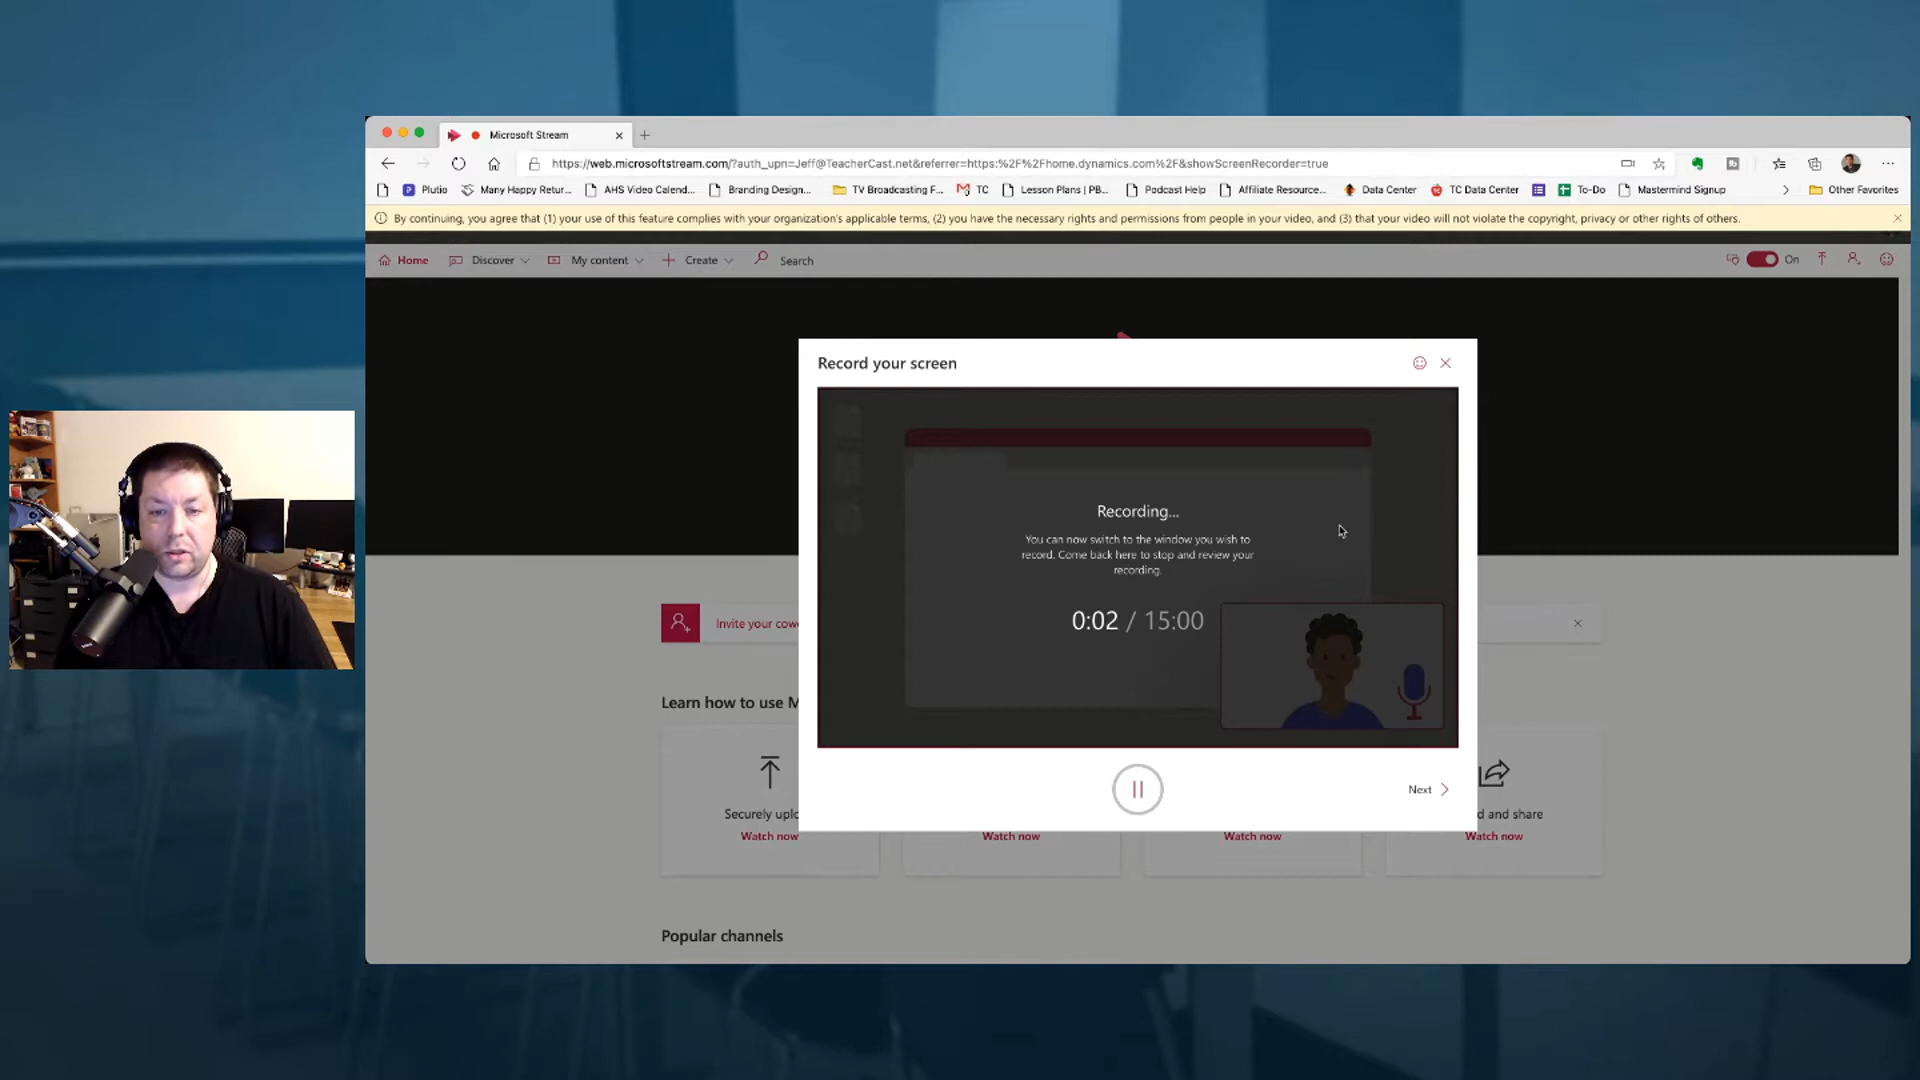 Microsoft Stream
https://web.microsoftstream.com/?auth_upn=Jeff@TeacherCast.net&referrer=https:%2F%2Fhome.dynamics.com%2F&showScreenRecorder=true
Plutio Many Happy Retur... AHS Video Calend... Branding Design... TV Broadcasting F... TC Lesson Plans | PB... Podcast Help Affiliate Resource... Data Center TC Data Center To-Do Mastermind Signup Other Favorites
By continuing, you agree that (1) your use of this feature complies with your organization's applicable terms, (2) you have the necessary rights and permissions from people in your video, and (3) that your video will not violate the copyright, privacy or other rights of others.
Home Discover My content Create Search On
Record your screen
Recording...
You can now switch to the window you wish to
record. Come back here to stop and review your
recording.
0:02 / 15:00
Invite your cow
Learn how to use M
Next
Securely uplo d and share
Watch now Watch now Watch now Watch now
Popular channels